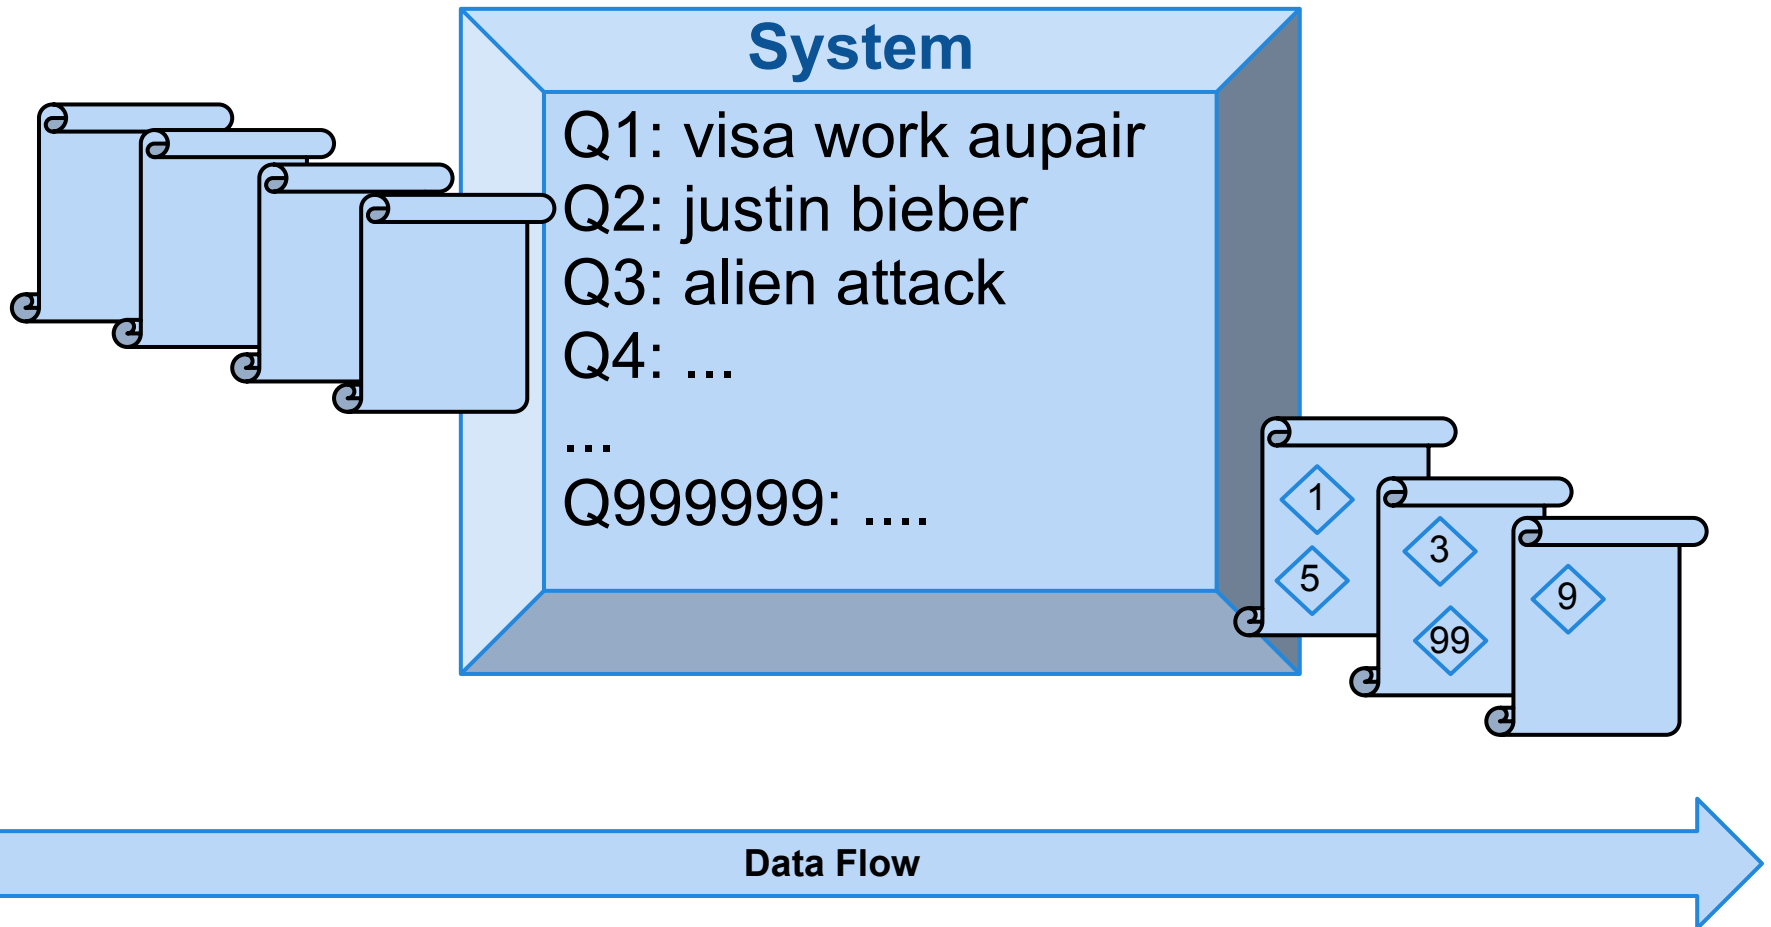 System
Q1: visa work aupair
Q2: justin bieber
Q3: alien attack
Q4: ...
...
Q999999: ....
1
5
3
99
9
Data Flow